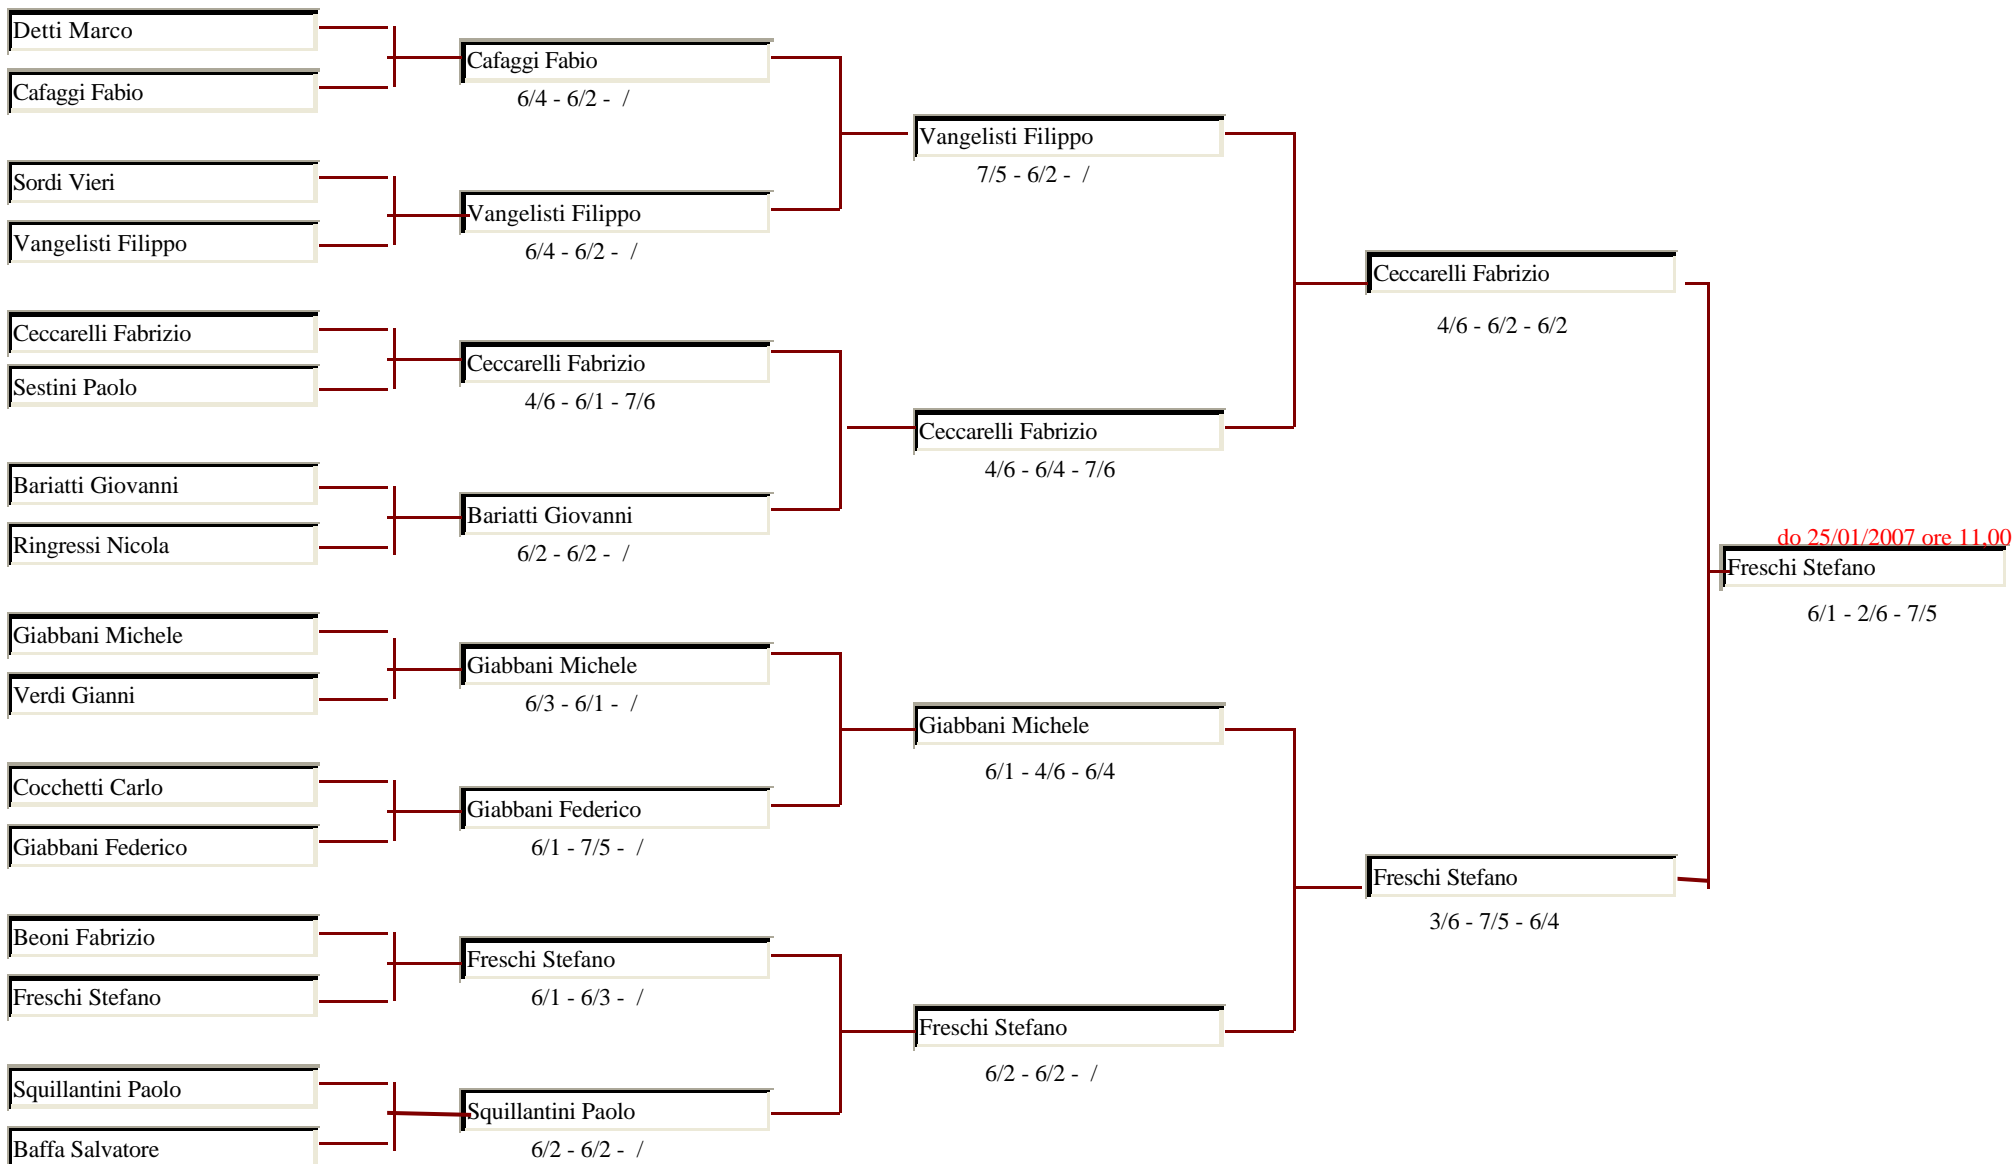 Detti Marco
Cafaggi Fabio
Sordi Vieri
Vangelisti Filippo
Ceccarelli Fabrizio
Sestini Paolo
Bariatti Giovanni
Ringressi Nicola
Giabbani Michele
Verdi Gianni
Cocchetti Carlo
Giabbani Federico
Beoni Fabrizio
Freschi Stefano
Squillantini Paolo
Baffa Salvatore
Cafaggi Fabio
6/4 - 6/2 - /
Vangelisti Filippo
6/4 - 6/2 - /
Ceccarelli Fabrizio
4/6 - 6/1 - 7/6
Bariatti Giovanni
6/2 - 6/2 - /
Giabbani Michele
6/3 - 6/1 - /
Giabbani Federico
6/1 - 7/5 - /
Freschi Stefano
6/1 - 6/3 - /
Squillantini Paolo
6/2 - 6/2 - /
Vangelisti Filippo
7/5 - 6/2 - /
Ceccarelli Fabrizio
4/6 - 6/4 - 7/6
Giabbani Michele
6/1 - 4/6 - 6/4
Freschi Stefano
6/2 - 6/2 - /
Ceccarelli Fabrizio
4/6 - 6/2 - 6/2
Freschi Stefano
3/6 - 7/5 - 6/4
do 25/01/2007 ore 11,00
Freschi Stefano
6/1 - 2/6 - 7/5